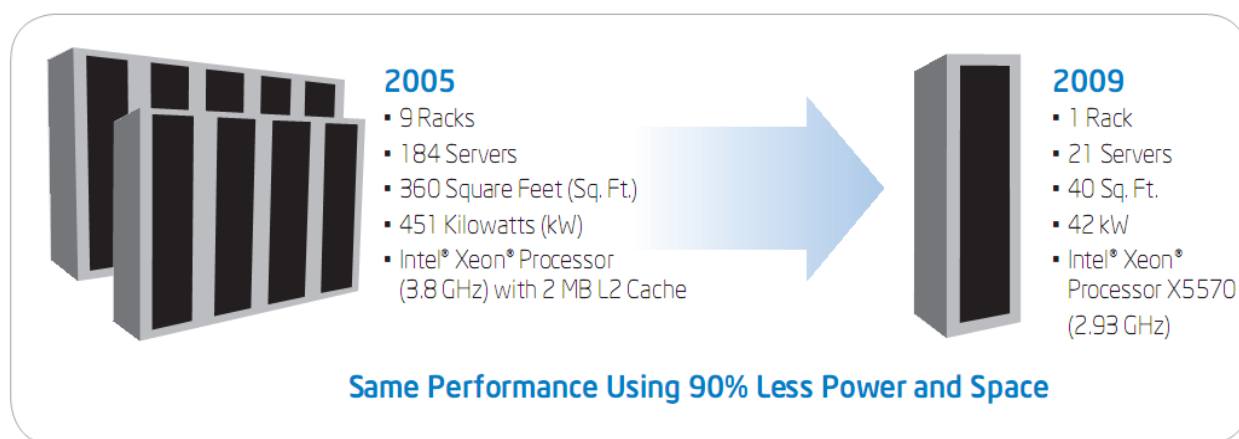 2005
▪ 9 Racks
▪ 184 Servers
▪ 360 Square Feet (Sq. Ft.)
▪ 451 Kilowatts (kW)
▪ Intel® Xeon® Processor
(3.8 GHz) with 2 MB L2 Cache
2009
▪ 1 Rack
▪ 21 Servers
▪ 40 Sq. Ft.
▪ 42 kW
▪ Intel® Xeon®
Processor X5570
(2.93 GHz)
Same Performance Using 90% Less Power and Space